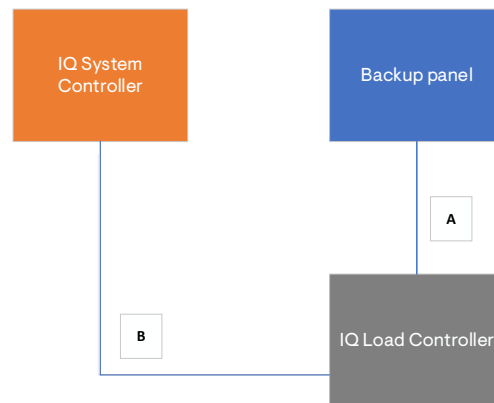 IQ System
Controller
Backup panel
A
B
IQ Load Controller